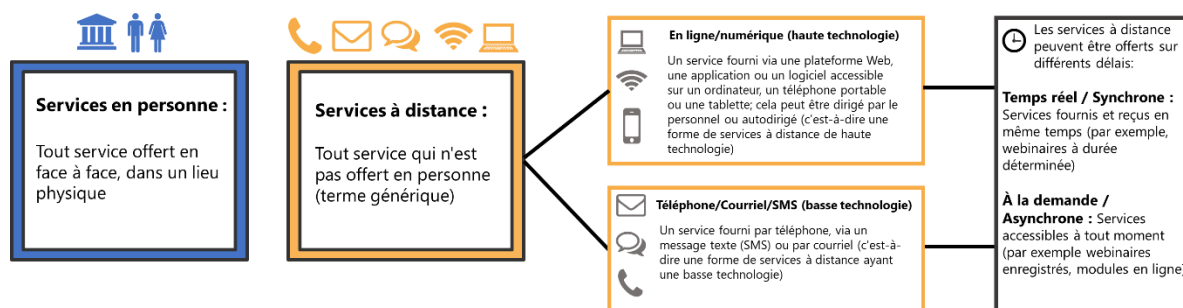 Services en personne :
Tout service offert en
face à face, dans un lieu
physique
Services à distance :
Tout service qui n'est
pas offert en personne
(terme générique)
En ligne/numérique (haute technologie)
Un service fourni via une plateforme Web,
une application ou un logiciel accessible
sur un ordinateur, un téléphone portable
ou une tablette; cela peut être dirigé par le
personnel ou autodirigé (c'est-à-dire une
forme de services à distance de haute
technologie)
Téléphone/Courriel/SMS (basse technologie)
Un service fourni par téléphone, via un
message texte (SMS) ou par courriel (c'est-à-
dire une forme de services à distance ayant
une basse technologie)
Les services à distance
peuvent être offerts sur
différents délais:
Temps réel / Synchrone :
Services fournis et reçus en
même temps (par exemple,
webinaires à durée
déterminée)
À la demande /
Asynchrone : Services
accessibles à tout moment
(par exemple webinaires
enregistrés, modules en ligne)